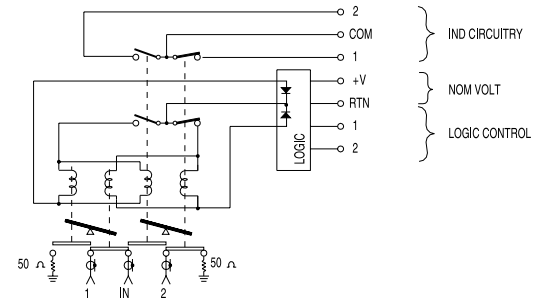 2
COM
1
IND CIRCUITRY
+V
RTN
NOM VOLT
1
2
LOGIC CONTROL
LOGIC
50 Ω
50 Ω
1
IN
2